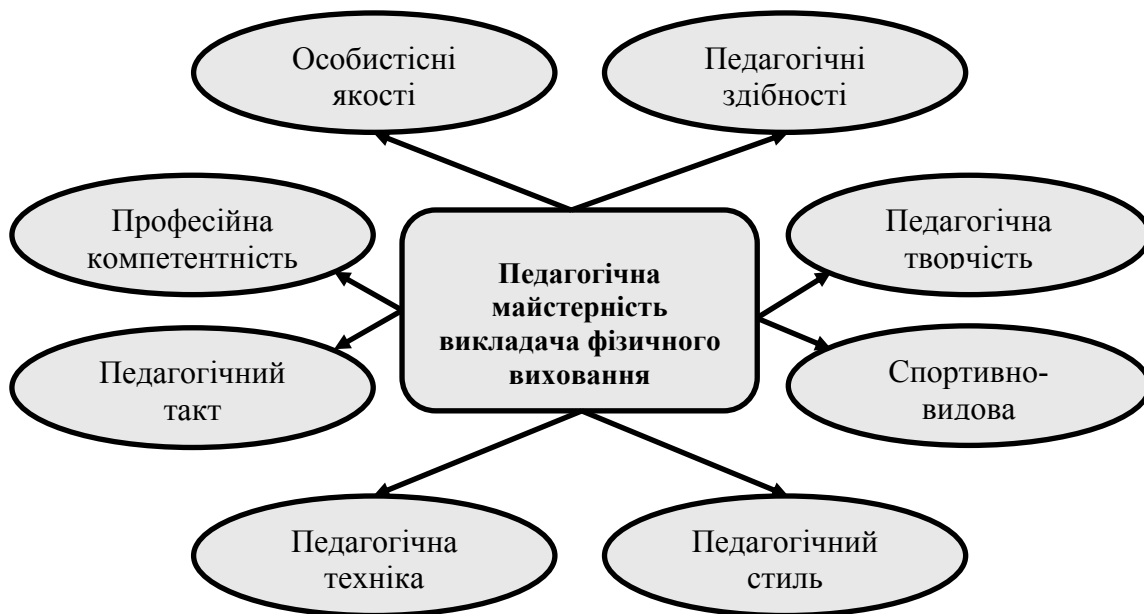 Особистісні
якості
Педагогічні
здібності
Професійна
компетентність
Педагогічна
майстерність
викладача фізичного
виховання
Педагогічна
творчість
Педагогічний
такт
Спортивно-
видова
Педагогічна
техніка
Педагогічний
стиль